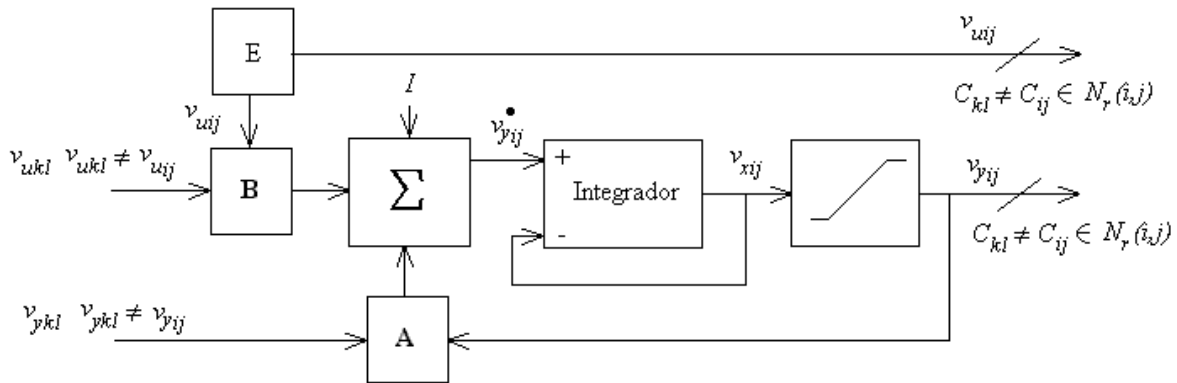 E
v_uij
C_kl ≠ C_ij ∈ N_r(i,j)
I
v_uij
v̇_yij
v_ukl v_ukl ≠ v_uij
B
Σ
+
Integrador
-
v_xij
v_yij
C_kl ≠ C_ij ∈ N_r(i,j)
v_ykl v_ykl ≠ v_yij
A